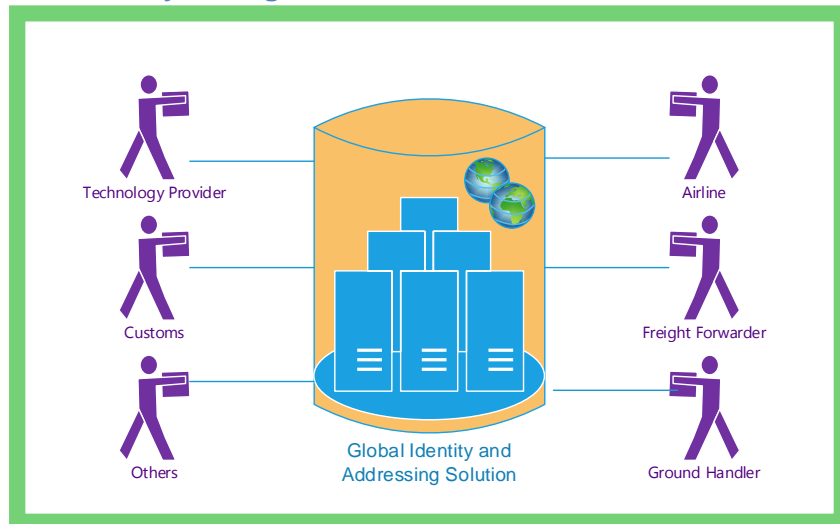 Technology Provider
Airline
Customs
Freight Forwarder
Others
Global Identity and
Addressing Solution
Ground Handler